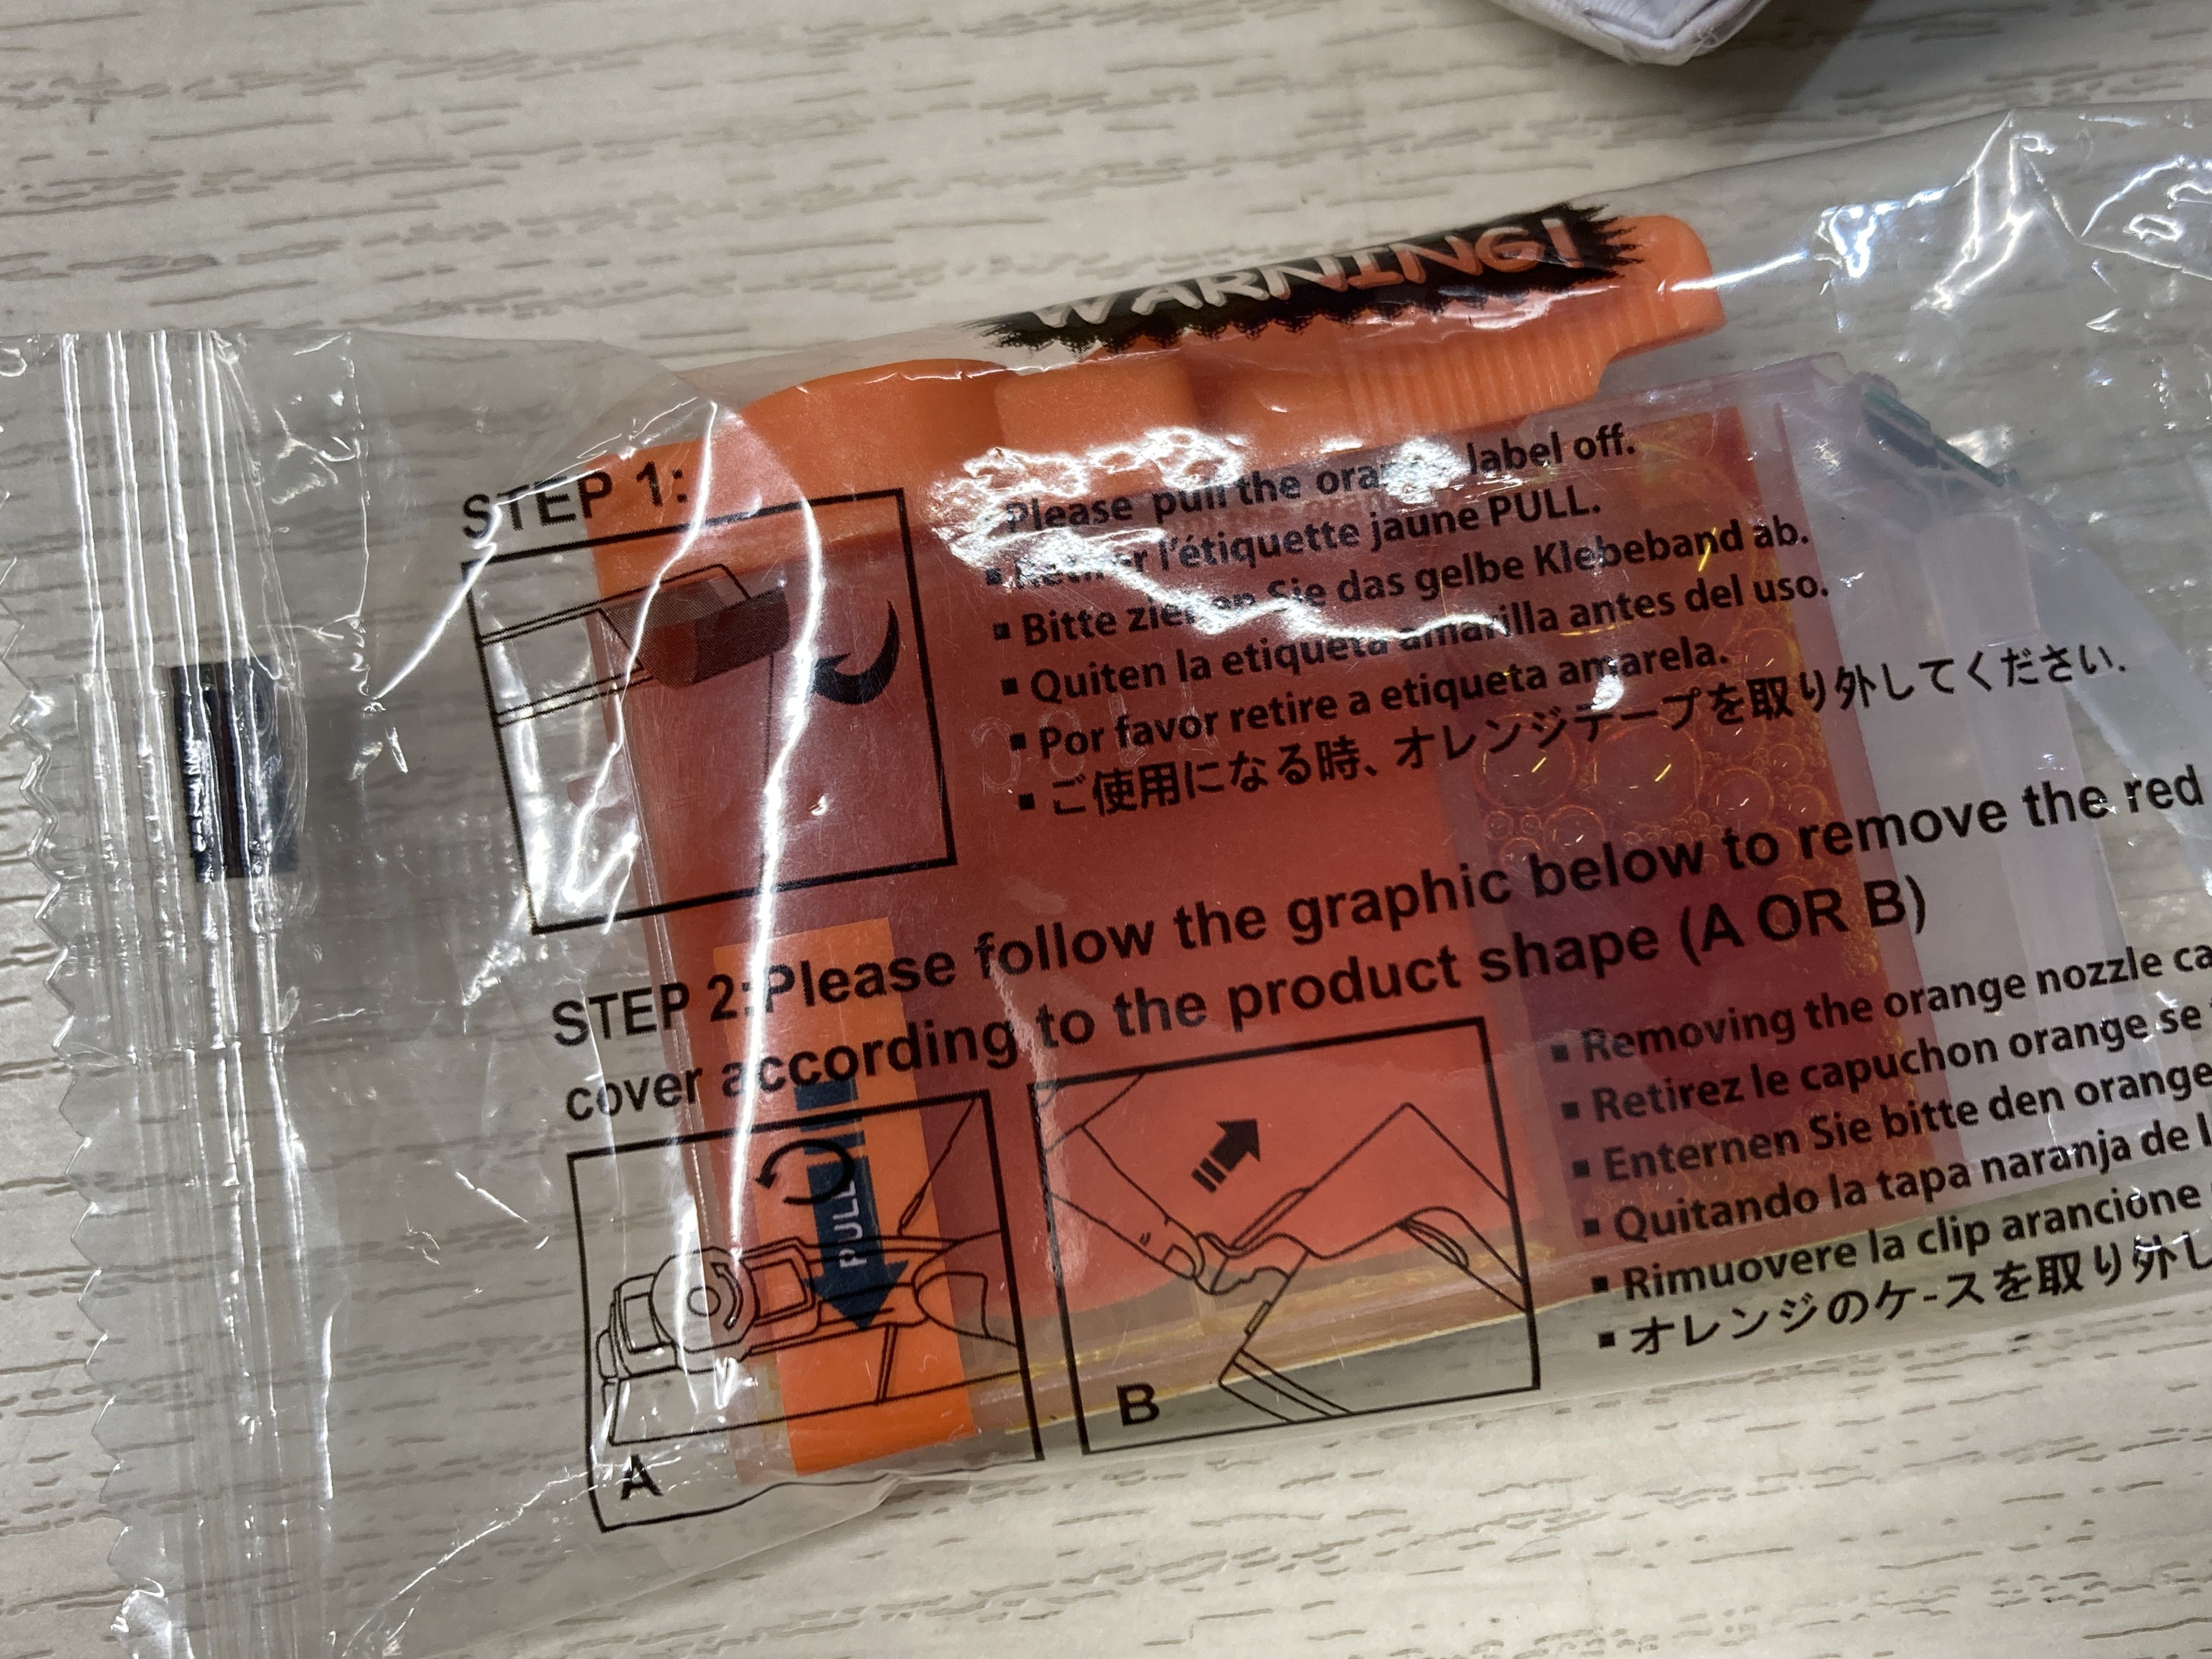 WARNING!
STEP 1:
Please pull the orange label off.
▪ Retirer l'étiquette jaune PULL.
▪ Bitte ziehen Sie das gelbe Klebeband ab.
▪ Quiten la etiqueta amarilla antes del uso.
▪ Por favor retire a etiqueta amarela.
▪ ご使用になる時、オレンジテープを取り外してください.
STEP 2:Please follow the graphic below to remove the red
cover according to the product shape (A OR B)
PULL
A
B
▪ Removing the orange nozzle
▪ Retirez le capuchon orange se
▪ Enternen Sie bitte den orange
▪ Quitando la tapa naranja de
▪ Rimuovere la clip arancione
▪ オレンジのケースを取り外し